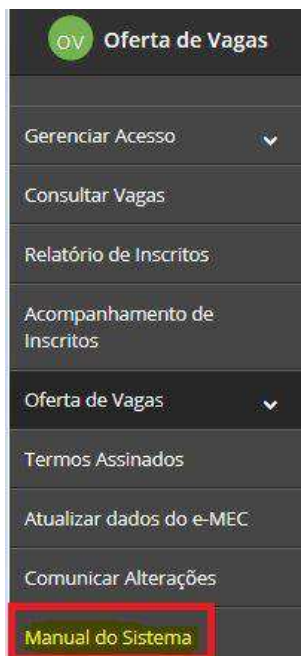 OV Oferta de Vagas
Gerenciar Acesso
Consultar Vagas
Relatório de Inscritos
Acompanhamento de
Inscritos
Oferta de Vagas
Termos Assinados
Atualizar dados do e-MEC
Comunicar Alterações
Manual do Sistema